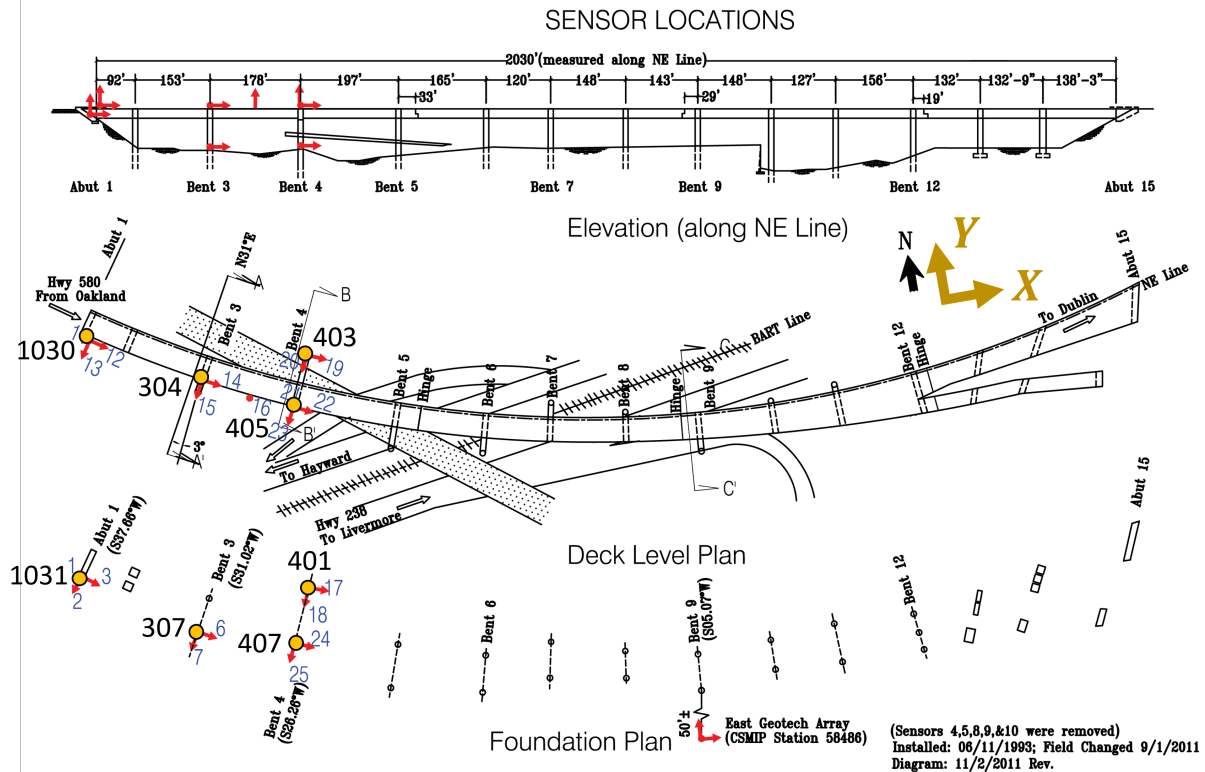 SENSOR LOCATIONS
2030'(measured along NE Line)
92' 153' 178' 197' 165' 120' 148' 143' 148' 127' 156' 132' 132'-9" 138'-3"
33' 29' 19'
Abut 1 Bent 3 Bent 4 Bent 5 Bent 7 Bent 9 Bent 12 Abut 15
Elevation (along NE Line)
Abut 1
Hwy 580
From Oakland
N31°E
A
B
N
Y
X
Abut 15
NE Line
To Dublin
Bent 3
Bent 4
BART Line
C
Bent 12
Hinge
1030
1
12
13
304
14
15
16
403
20
19
21
22
405
23
B'
3°
A'
Bent 5
Hinge
Bent 6
Bent 7
Bent 8
Hinge
Bent 9
To Hayward
Hwy 238
To Livermore
C'
Deck Level Plan
Abut 1
(S37.66°W)
1031
1
3
2
Bent 3
(S31.02°W)
307
6
7
401
17
18
407
24
25
Bent 4
(S26.26°W)
Bent 6
Bent 9
(S05.07°W)
Bent 12
Abut 15
50'±
East Geotech Array
(CSMIP Station 58486)
Foundation Plan
(Sensors 4,5,8,9,&10 were removed)
Installed: 06/11/1993; Field Changed 9/1/2011
Diagram: 11/2/2011 Rev.